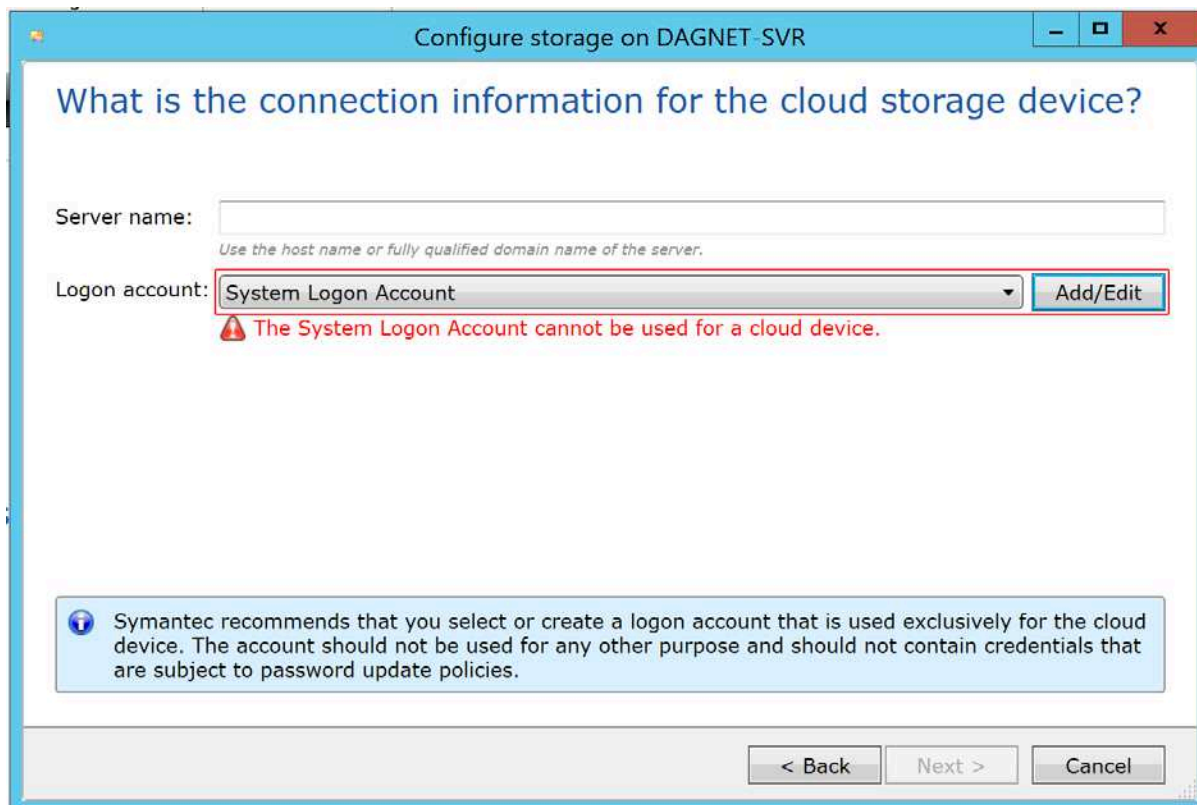 Configure storage on DAGNET-SVR
What is the connection information for the cloud storage device?
Server name:
Use the host name or fully qualified domain name of the server.
Logon account: System Logon Account Add/Edit
The System Logon Account cannot be used for a cloud device.
Symantec recommends that you select or create a logon account that is used exclusively for the cloud
device. The account should not be used for any other purpose and should not contain credentials that
are subject to password update policies.
< Back Next > Cancel